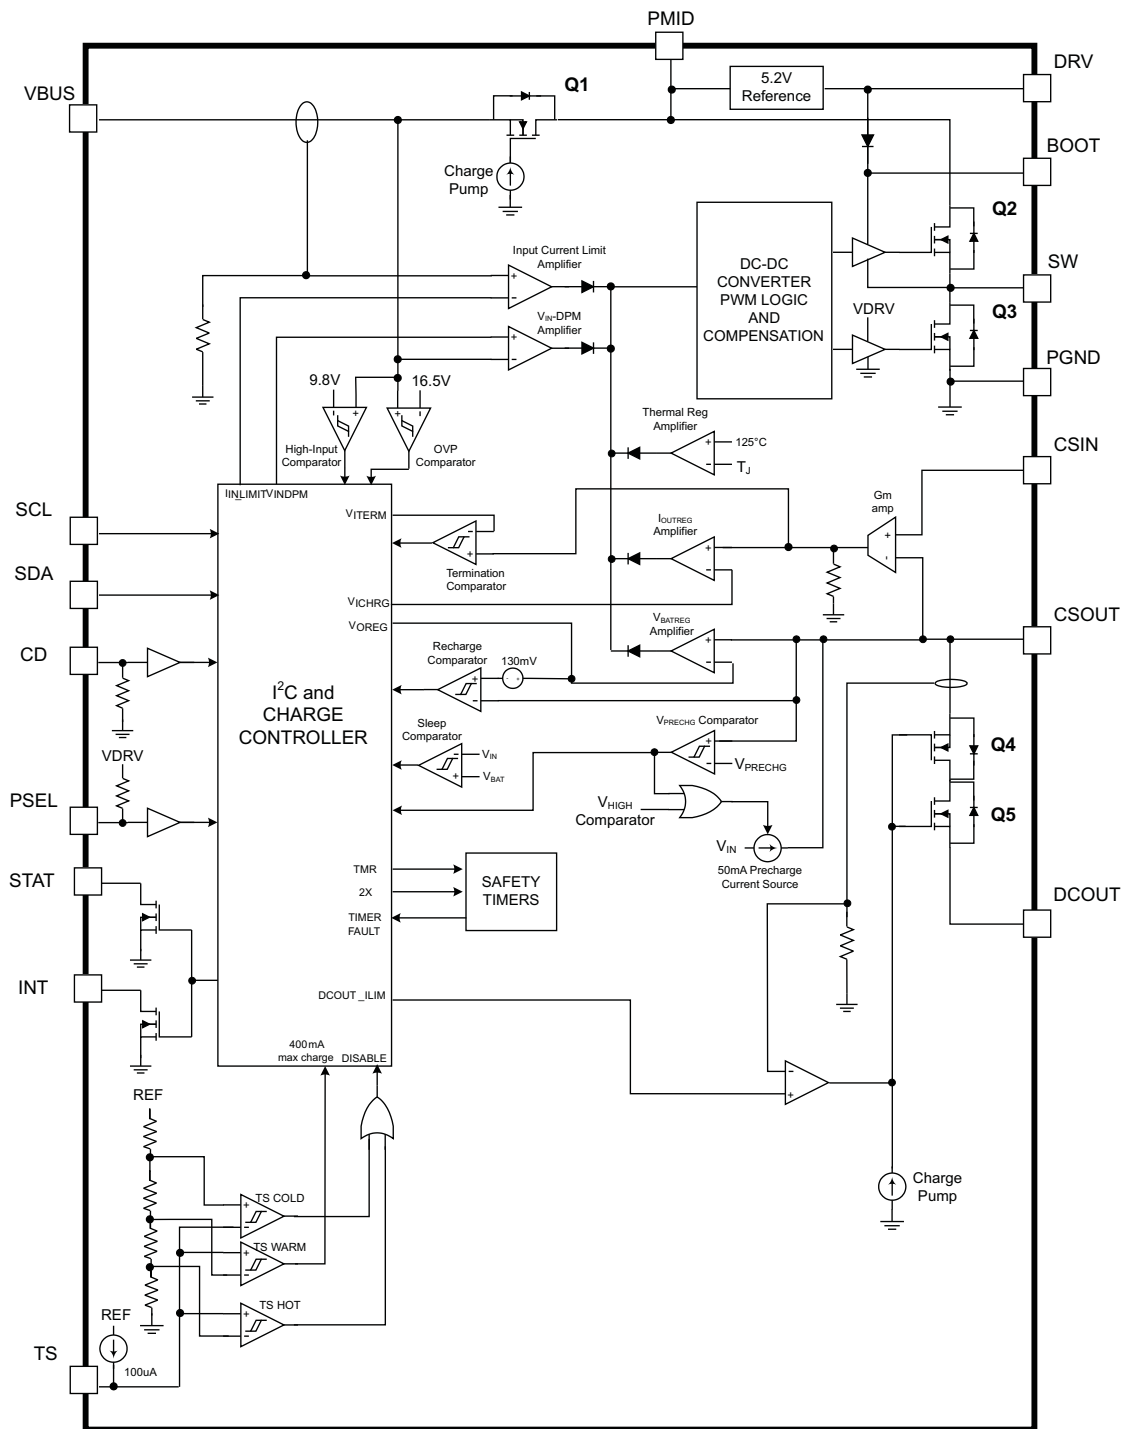 PMID
VBUS
Q1
5.2V
Reference
DRV
BOOT
Charge
Pump
Q2
Input Current Limit
Amplifier
DC-DC
CONVERTER
PWM LOGIC
AND
COMPENSATION
SW
VIN-DPM
Amplifier
VDRV
Q3
PGND
9.8V
16.5V
High-Input
Comparator
OVP
Comparator
Thermal Reg
Amplifier
125°C
TJ
CSIN
IIN_LIMIT
VINDPM
SCL
VITERM
Termination
Comparator
IOUTREG
Amplifier
Gm
amp
SDA
VICHRG
VOREG
VBATREG
Amplifier
CSOUT
CD
Recharge
Comparator
130mV
I2C and
CHARGE
CONTROLLER
VDRV
Sleep
Comparator
VIN
VBAT
VPRECHG Comparator
VPRECHG
Q4
PSEL
VHIGH
Comparator
VIN
50mA Precharge
Current Source
Q5
STAT
TMR
2X
TIMER
FAULT
SAFETY
TIMERS
DCOUT
INT
DCOUT_ILIM
400mA
max charge
DISABLE
REF
TS COLD
TS WARM
TS HOT
Charge
Pump
REF
100uA
TS
+
-
+
-
-
+
-
+
+
-
-
+
+
-
+
-
+
-
+
-
+
-
-
+
+
-
-
+
+
-
+
-
+
-